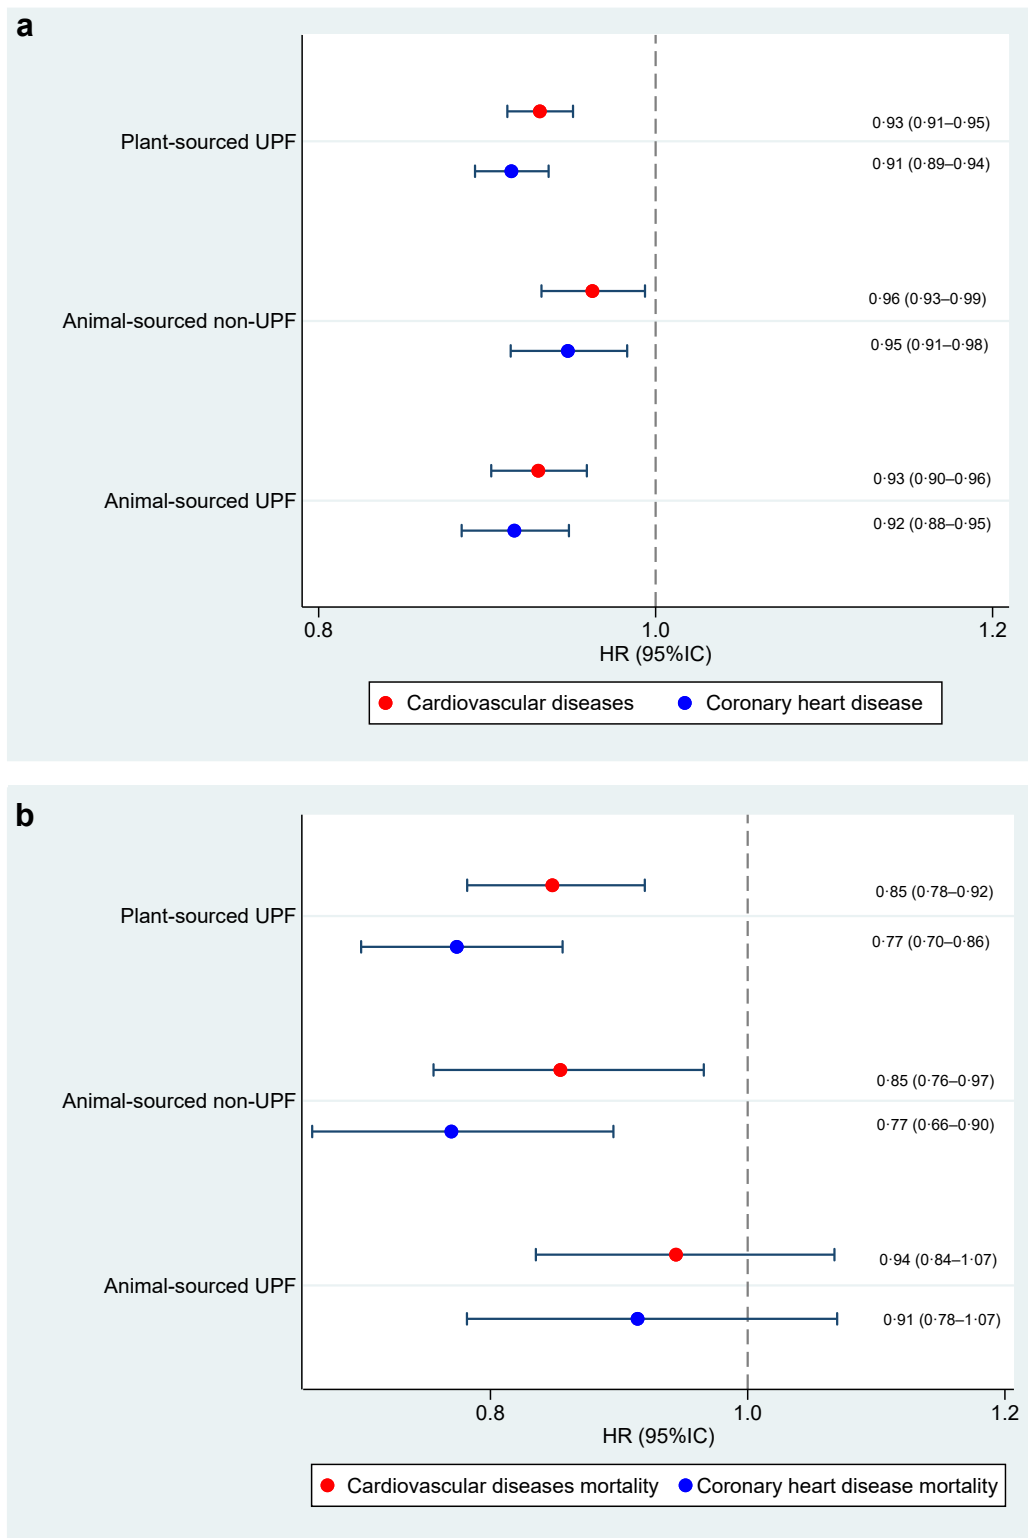 a
0·93 (0·91–0·95)
Plant-sourced UPF
0·91 (0·89–0·94)
0·96 (0·93–0·99)
Animal-sourced non-UPF
0·95 (0·91–0·98)
0·93 (0·90–0·96)
Animal-sourced UPF
0·92 (0·88–0·95)
0.8 1.0 1.2
HR (95%IC)
Cardiovascular diseases Coronary heart disease
b
0·85 (0·78–0·92)
Plant-sourced UPF
0·77 (0·70–0·86)
0·85 (0·76–0·97)
Animal-sourced non-UPF
0·77 (0·66–0·90)
0·94 (0·84–1·07)
Animal-sourced UPF
0·91 (0·78–1·07)
0.8 1.0 1.2
HR (95%IC)
Cardiovascular diseases mortality Coronary heart disease mortality